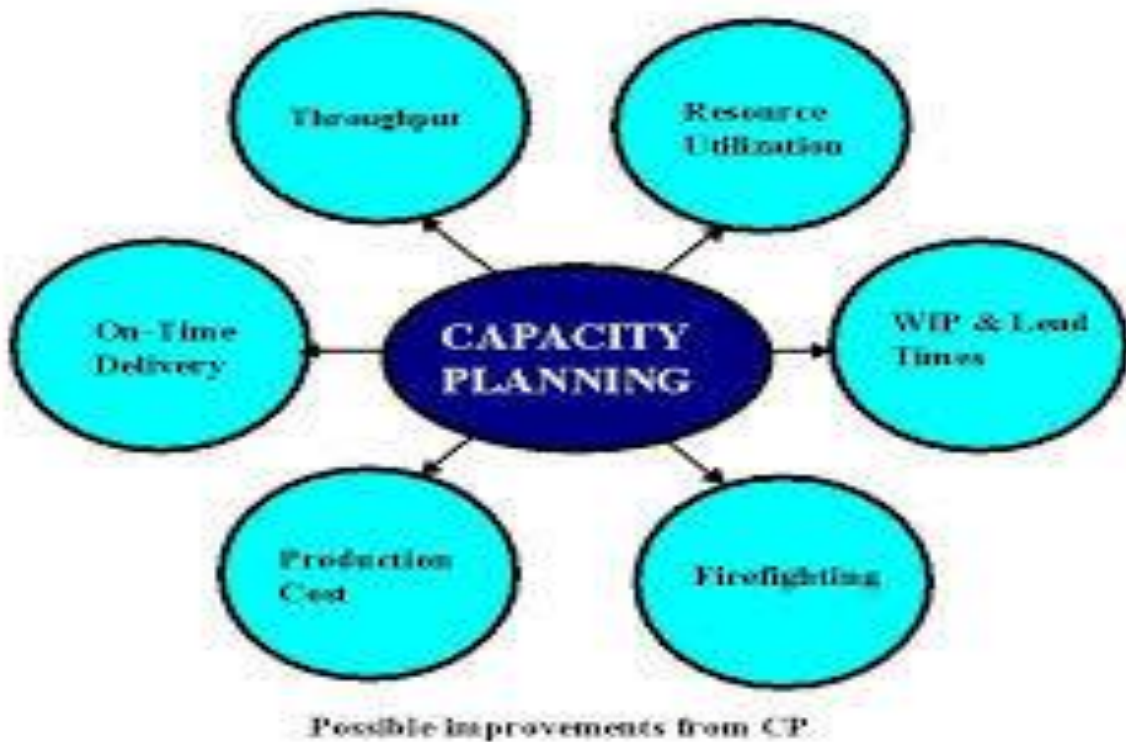 Throughput
Resource
Utilization
On-Time
Delivery
CAPACITY
PLANNING
WIP & Lead
Times
Production
Cost
Firefighting
Possible improvements from CP